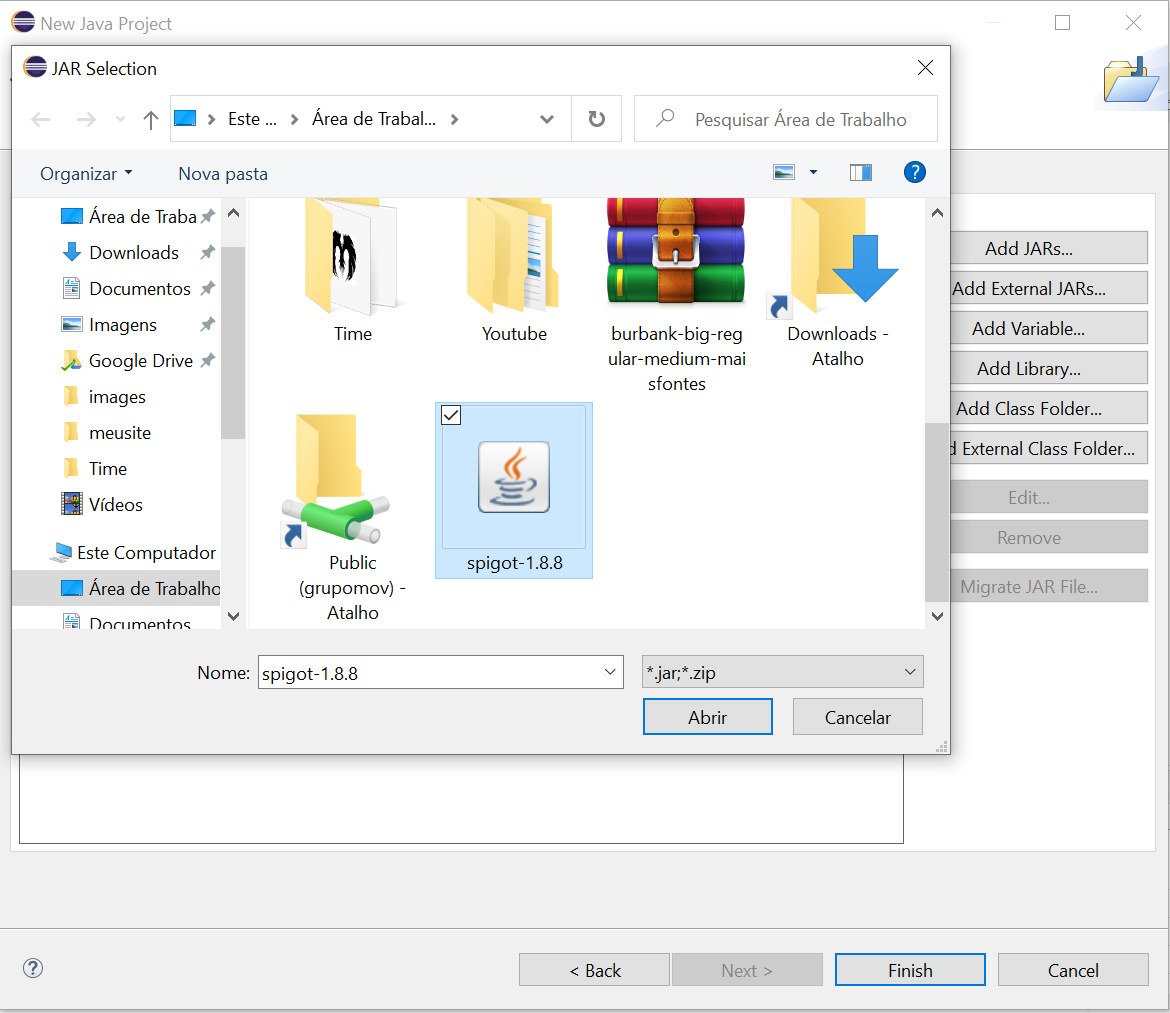 New Java Project
JAR Selection
Este ... Área de Trabal...
Pesquisar Área de Trabalho
Organizar
Nova pasta
Área de Traba
Downloads
Documentos
Imagens
Google Drive
images
meusite
Time
Vídeos
Este Computador
Área de Trabalho
Documentos
Time
Youtube
burbank-big-reg
ular-medium-mai
sfontes
Downloads -
Atalho
Public
(grupomov) -
Atalho
spigot-1.8.8
Nome:
spigot-1.8.8
*.jar;*.zip
Abrir
Cancelar
Add JARs...
Add External JARs...
Add Variable...
Add Library...
Add Class Folder...
d External Class Folder...
Edit...
Remove
Migrate JAR File...
< Back
Next >
Finish
Cancel